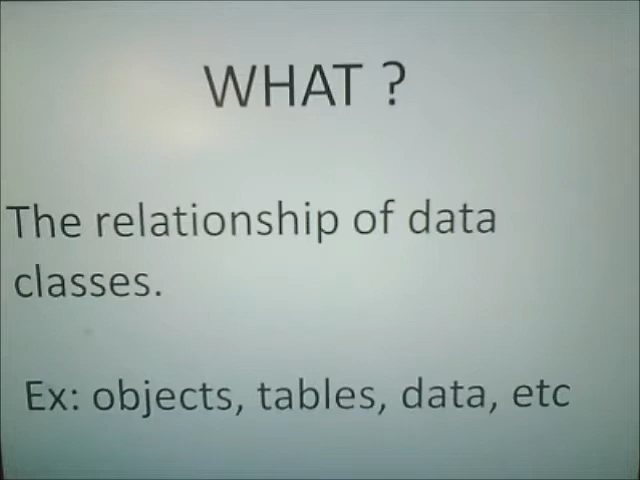 WHAT ?
The relationship of data
classes.
Ex: objects, tables, data, etc